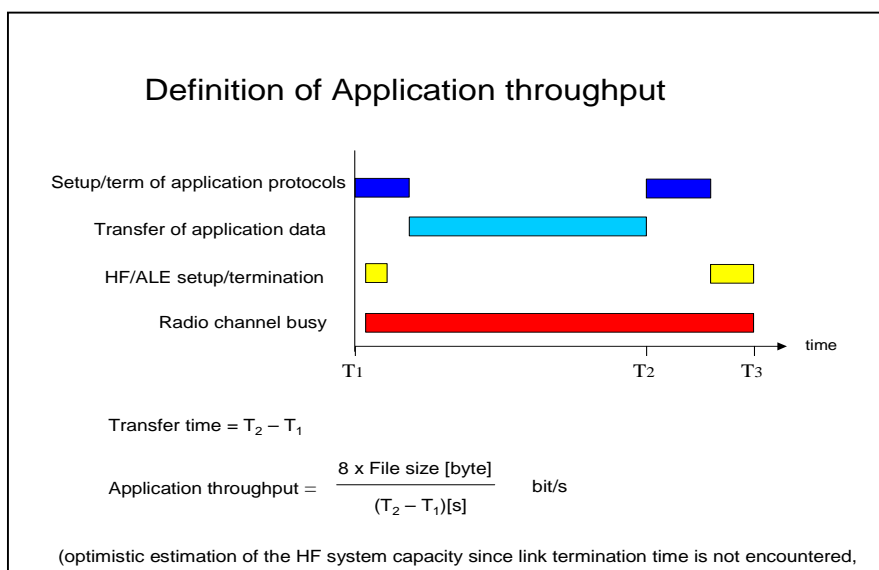 Definition of Application throughput
Setup/term of application protocols
Transfer of application data
HF/ALE setup/termination
Radio channel busy
time
T1 T2 T3
Transfer time = T₂ – T₁
Application throughput = 8 x File size [byte] / (T₂ – T₁)[s] bit/s
(optimistic estimation of the HF system capacity since link termination time is not encountered,